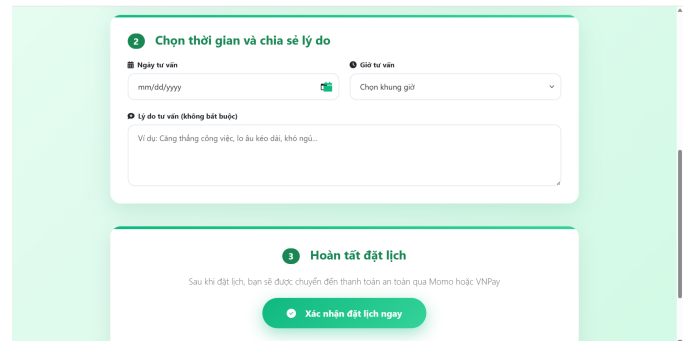 2 Chọn thời gian và chia sẻ lý do
Ngày tư vấn
Giờ tư vấn
mm/dd/yyyy
Chọn khung giờ
Lý do tư vấn (không bắt buộc)
Ví dụ: Căng thẳng công việc, lo âu kéo dài, khó ngủ...
3 Hoàn tất đặt lịch
Sau khi đặt lịch, bạn sẽ được chuyển đến thanh toán an toàn qua Momo hoặc VNPay
Xác nhận đặt lịch ngay